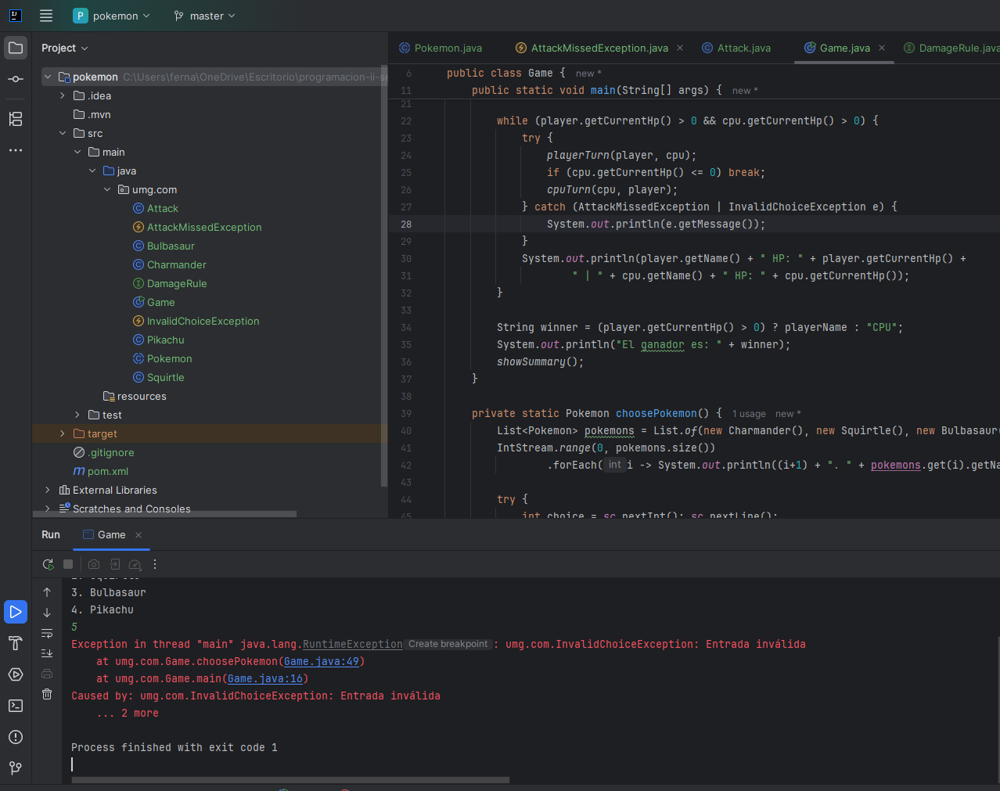 P pokemon master
Project
Pokemon.java AttackMissedException.java Attack.java Game.java DamageRule.java
pokemon C:\Users\ferna\OneDrive\Escritorio\programacion-ii-se
.idea
.mvn
src
main
java
umg.com
Attack
AttackMissedException
Bulbasaur
Charmander
DamageRule
Game
InvalidChoiceException
Pikachu
Pokemon
Squirtle
resources
test
target
.gitignore
pom.xml
External Libraries
Scratches and Consoles
6 public class Game { new *
11 public static void main(String[] args) { new *
21
22 while (player.getCurrentHp() > 0 && cpu.getCurrentHp() > 0) {
23 try {
24 playerTurn(player, cpu);
25 if (cpu.getCurrentHp() <= 0) break;
26 cpuTurn(cpu, player);
27 } catch (AttackMissedException | InvalidChoiceException e) {
28 System.out.println(e.getMessage());
29 }
30 System.out.println(player.getName() + " HP: " + player.getCurrentHp() +
31 " | " + cpu.getName() + " HP: " + cpu.getCurrentHp());
32 }
33
34 String winner = (player.getCurrentHp() > 0) ? playerName : "CPU";
35 System.out.println("El ganador es: " + winner);
36 showSummary();
37 }
38
39 private static Pokemon choosePokemon() { 1 usage new *
40 List<Pokemon> pokemons = List.of(new Charmander(), new Squirtle(), new Bulbasaur(
41 IntStream.range(0, pokemons.size())
42 .forEach( int i -> System.out.println((i+1) + ". " + pokemons.get(i).getNa
43
44 try {
45 int choice = sc.nextInt(); sc.nextLine();
Run Game
2. Squirtle
3. Bulbasaur
4. Pikachu
5
Exception in thread "main" java.lang.RuntimeException Create breakpoint : umg.com.InvalidChoiceException: Entrada inválida
at umg.com.Game.choosePokemon(Game.java:49)
at umg.com.Game.main(Game.java:16)
Caused by: umg.com.InvalidChoiceException: Entrada inválida
... 2 more
Process finished with exit code 1